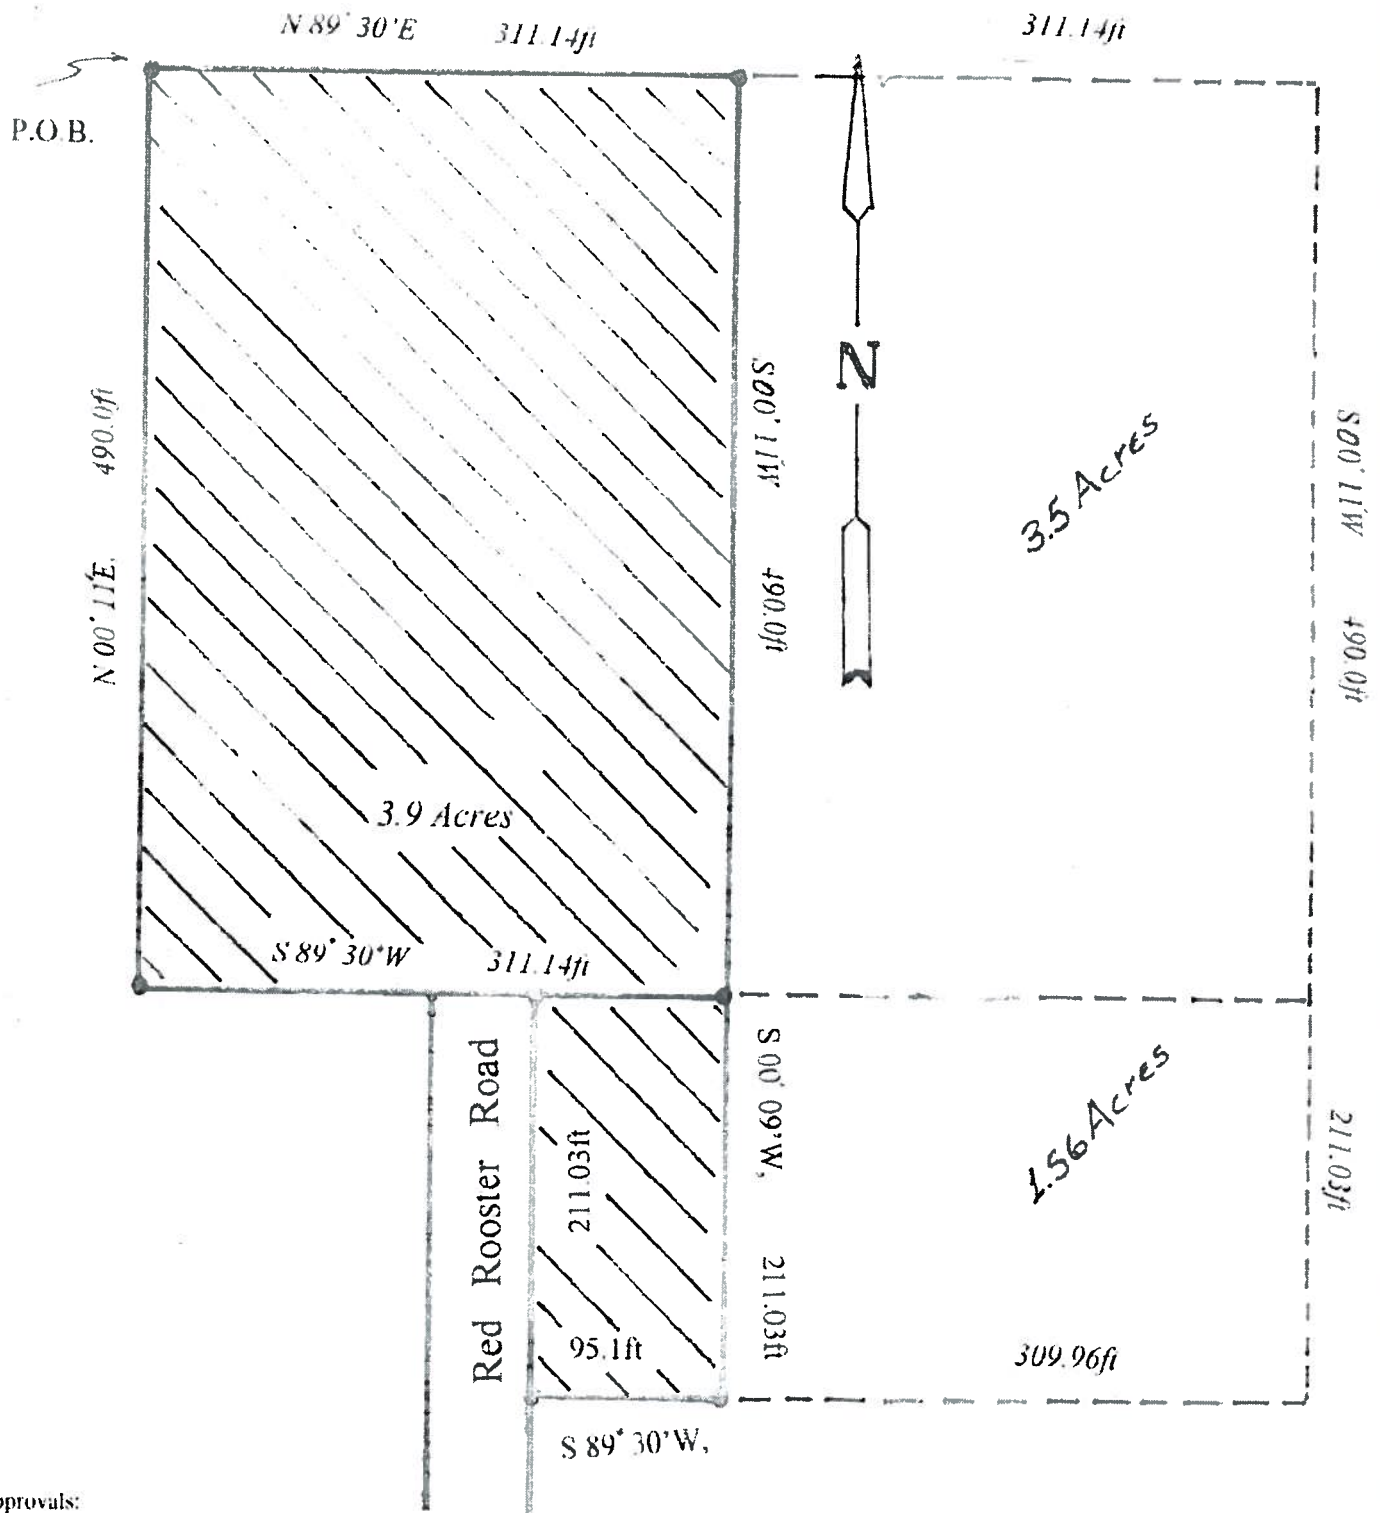 N 89° 30'E 311.14ft
311.14ft
P.O.B.
490.0ft
N 00° 11'E.
S00° 11'W
490.0ft
N
3.5 Acres
S00° 11'W
490.0ft
3.9 Acres
S 89° 30'W 311.14ft
Red Rooster Road
211.03ft
S 00° 09'W,
211.03ft
1.56 Acres
211.03ft
95.1ft
309.96ft
S 89° 30'W,
pprovals: